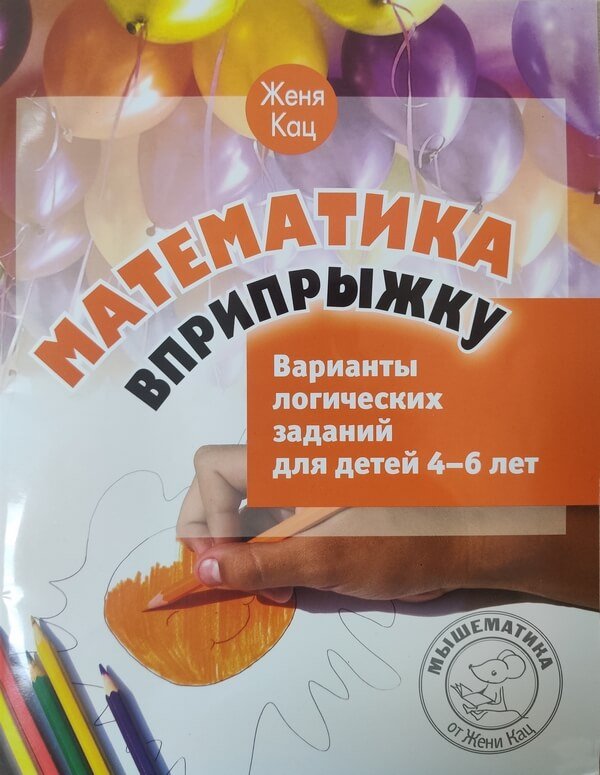 Женя
Кац
МАТЕМАТИКА
ВПРИПРЫЖКУ
Варианты
логических
заданий
для детей 4–6 лет
МЫШЕМАТИКА
от Жени Кац